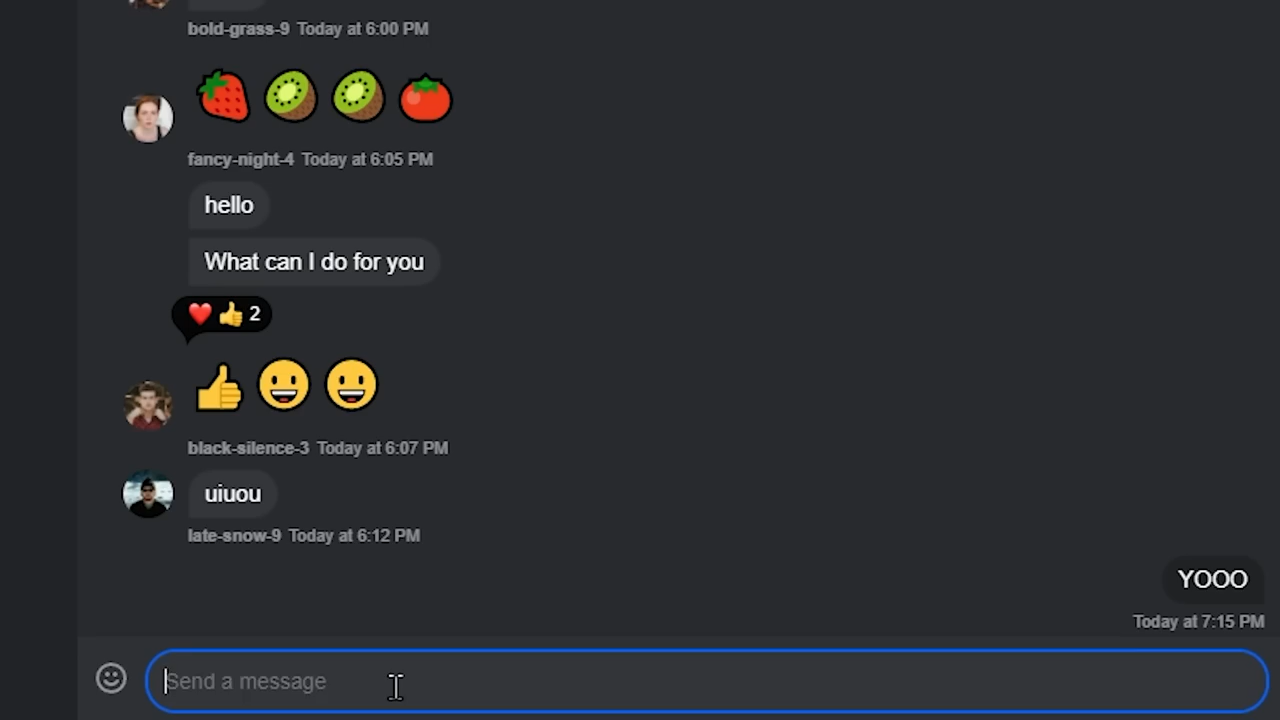 bold-grass-9 Today at 6:00 PM
🍓 🥝 🥝 🍅
fancy-night-4 Today at 6:05 PM
hello
What can I do for you
❤️ 👍 2
👍 😀 😀
black-silence-3 Today at 6:07 PM
uiuou
late-snow-9 Today at 6:12 PM
YOOO
Today at 7:15 PM
Send a message